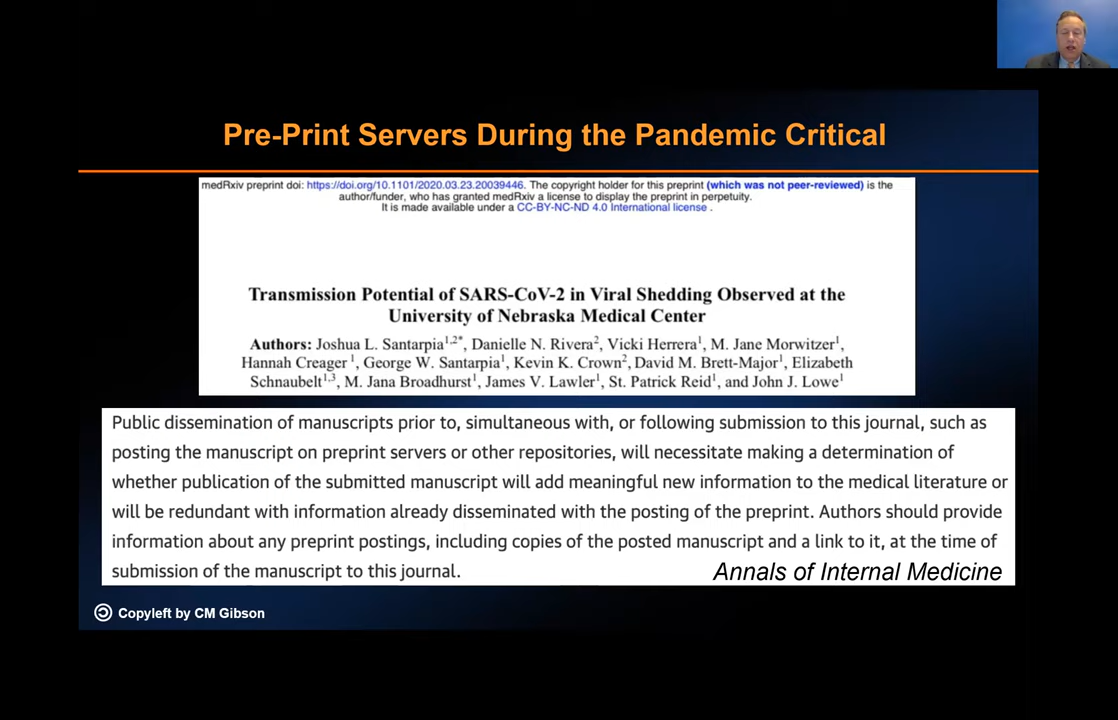 Pre-Print Servers During the Pandemic Critical
medRxiv preprint doi: https://doi.org/10.1101/2020.03.23.20039446. The copyright holder for this preprint (which was not peer-reviewed) is the
author/funder, who has granted medRxiv a license to display the preprint in perpetuity.
It is made available under a CC-BY-NC-ND 4.0 International license .
Transmission Potential of SARS-CoV-2 in Viral Shedding Observed at the
University of Nebraska Medical Center
Authors: Joshua L. Santarpia1,2*, Danielle N. Rivera2, Vicki Herrera1, M. Jane Morwitzer1,
Hannah Creager 1, George W. Santarpia1, Kevin K. Crown2, David M. Brett-Major1, Elizabeth
Schnaubelt1,3, M. Jana Broadhurst1, James V. Lawler1, St. Patrick Reid1, and John J. Lowe1
Public dissemination of manuscripts prior to, simultaneous with, or following submission to this journal, such as
posting the manuscript on preprint servers or other repositories, will necessitate making a determination of
whether publication of the submitted manuscript will add meaningful new information to the medical literature or
will be redundant with information already disseminated with the posting of the preprint. Authors should provide
information about any preprint postings, including copies of the posted manuscript and a link to it, at the time of
submission of the manuscript to this journal.
Annals of Internal Medicine
Copyleft by CM Gibson